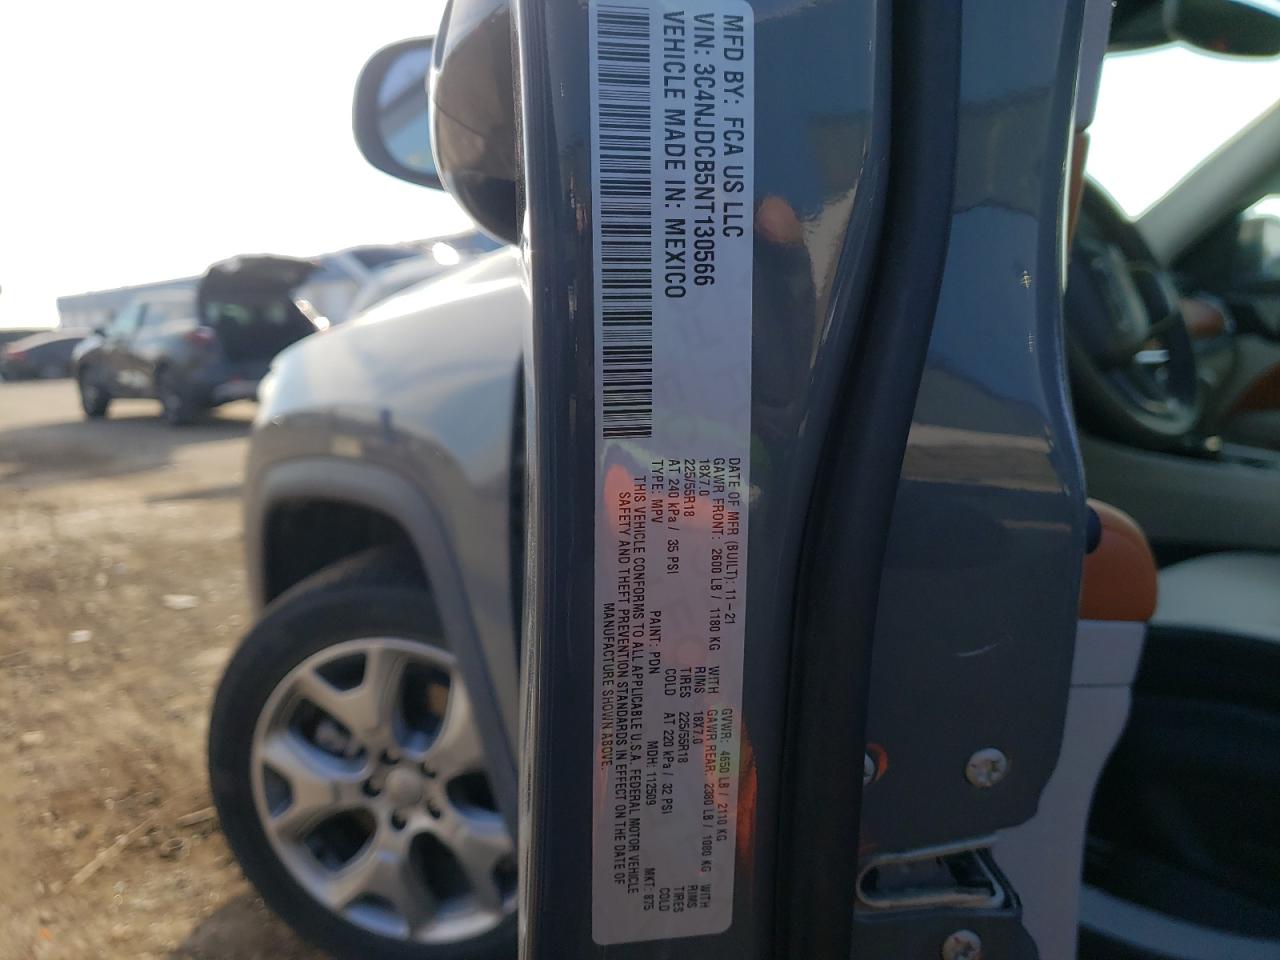 MFD BY: FCA US LLC
VIN: 3C4NJDCB5NT130566
VEHICLE MADE IN: MEXICO
DATE OF MFR (BUILT): 11-21 GVWR: 4650 LB / 2110 KG
GAWR FRONT: 2600 LB / 1180 KG WITH GAWR REAR: 2380 LB / 1080 KG WITH
18X7.0 RIMS 18X7.0 RIMS
225/55R18 TIRES 225/55R18 TIRES
AT 240 kPa / 35 PSI COLD AT 220 kPa / 32 PSI COLD
TYPE: MPV PAINT: PDN MDH: 112509 MKT: 875
THIS VEHICLE CONFORMS TO ALL APPLICABLE U.S.A. FEDERAL MOTOR VEHICLE
SAFETY AND THEFT PREVENTION STANDARDS IN EFFECT ON THE DATE OF
MANUFACTURE SHOWN ABOVE.